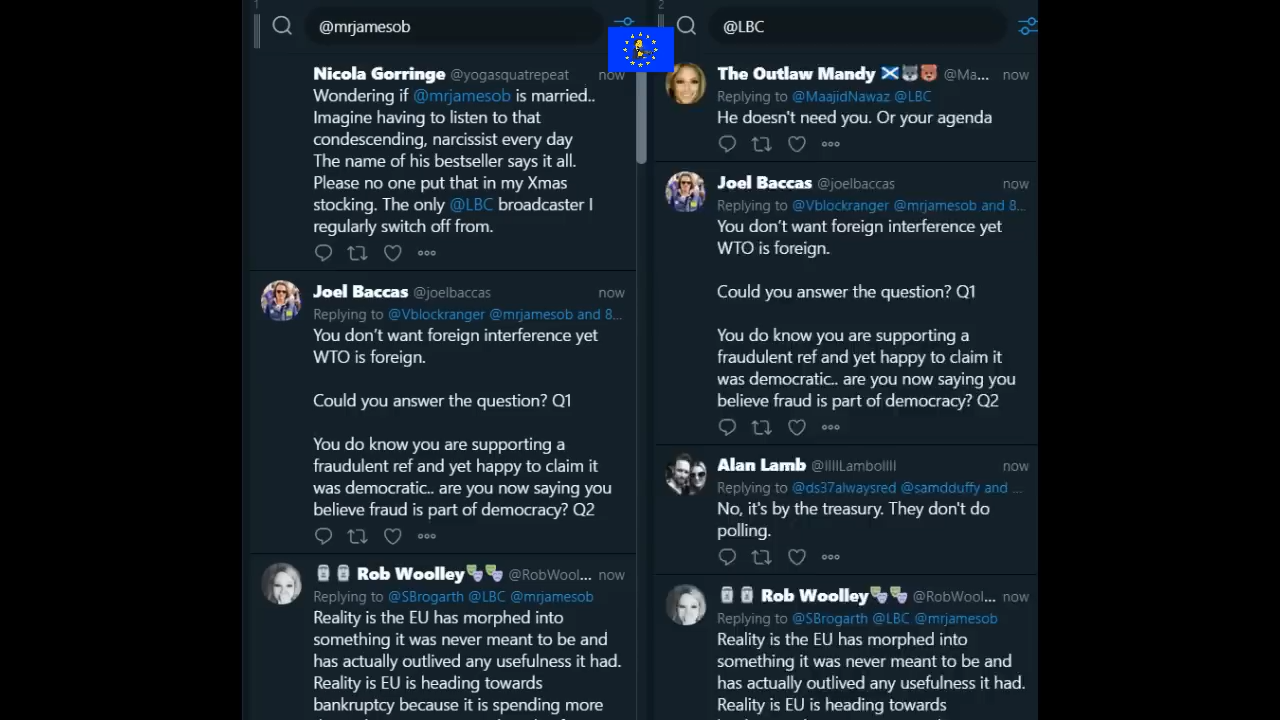 1
@mrjamesob
Nicola Gorringe @yogasquatrepeat now
Wondering if @mrjamesob is married..
Imagine having to listen to that
condescending, narcissist every day
The name of his bestseller says it all.
Please no one put that in my Xmas
stocking. The only @LBC broadcaster I
regularly switch off from.
Joel Baccas @joelbaccas now
Replying to @Vblockranger @mrjamesob and 8...
You don't want foreign interference yet
WTO is foreign.
Could you answer the question? Q1
You do know you are supporting a
fraudulent ref and yet happy to claim it
was democratic.. are you now saying you
believe fraud is part of democracy? Q2
Rob Woolley @RobWool... now
Replying to @SBrogarth @LBC @mrjamesob
Reality is the EU has morphed into
something it was never meant to be and
has actually outlived any usefulness it had.
Reality is EU is heading towards
bankruptcy because it is spending more
2
@LBC
The Outlaw Mandy @Ma... now
Replying to @MaajidNawaz @LBC
He doesn't need you. Or your agenda
Joel Baccas @joelbaccas now
Replying to @Vblockranger @mrjamesob and 8...
You don't want foreign interference yet
WTO is foreign.
Could you answer the question? Q1
You do know you are supporting a
fraudulent ref and yet happy to claim it
was democratic.. are you now saying you
believe fraud is part of democracy? Q2
Alan Lamb @IIIILamboIIII now
Replying to @ds37alwaysred @samdduffy and ...
No, it's by the treasury. They don't do
polling.
Rob Woolley @RobWool... now
Replying to @SBrogarth @LBC @mrjamesob
Reality is the EU has morphed into
something it was never meant to be and
has actually outlived any usefulness it had.
Reality is EU is heading towards